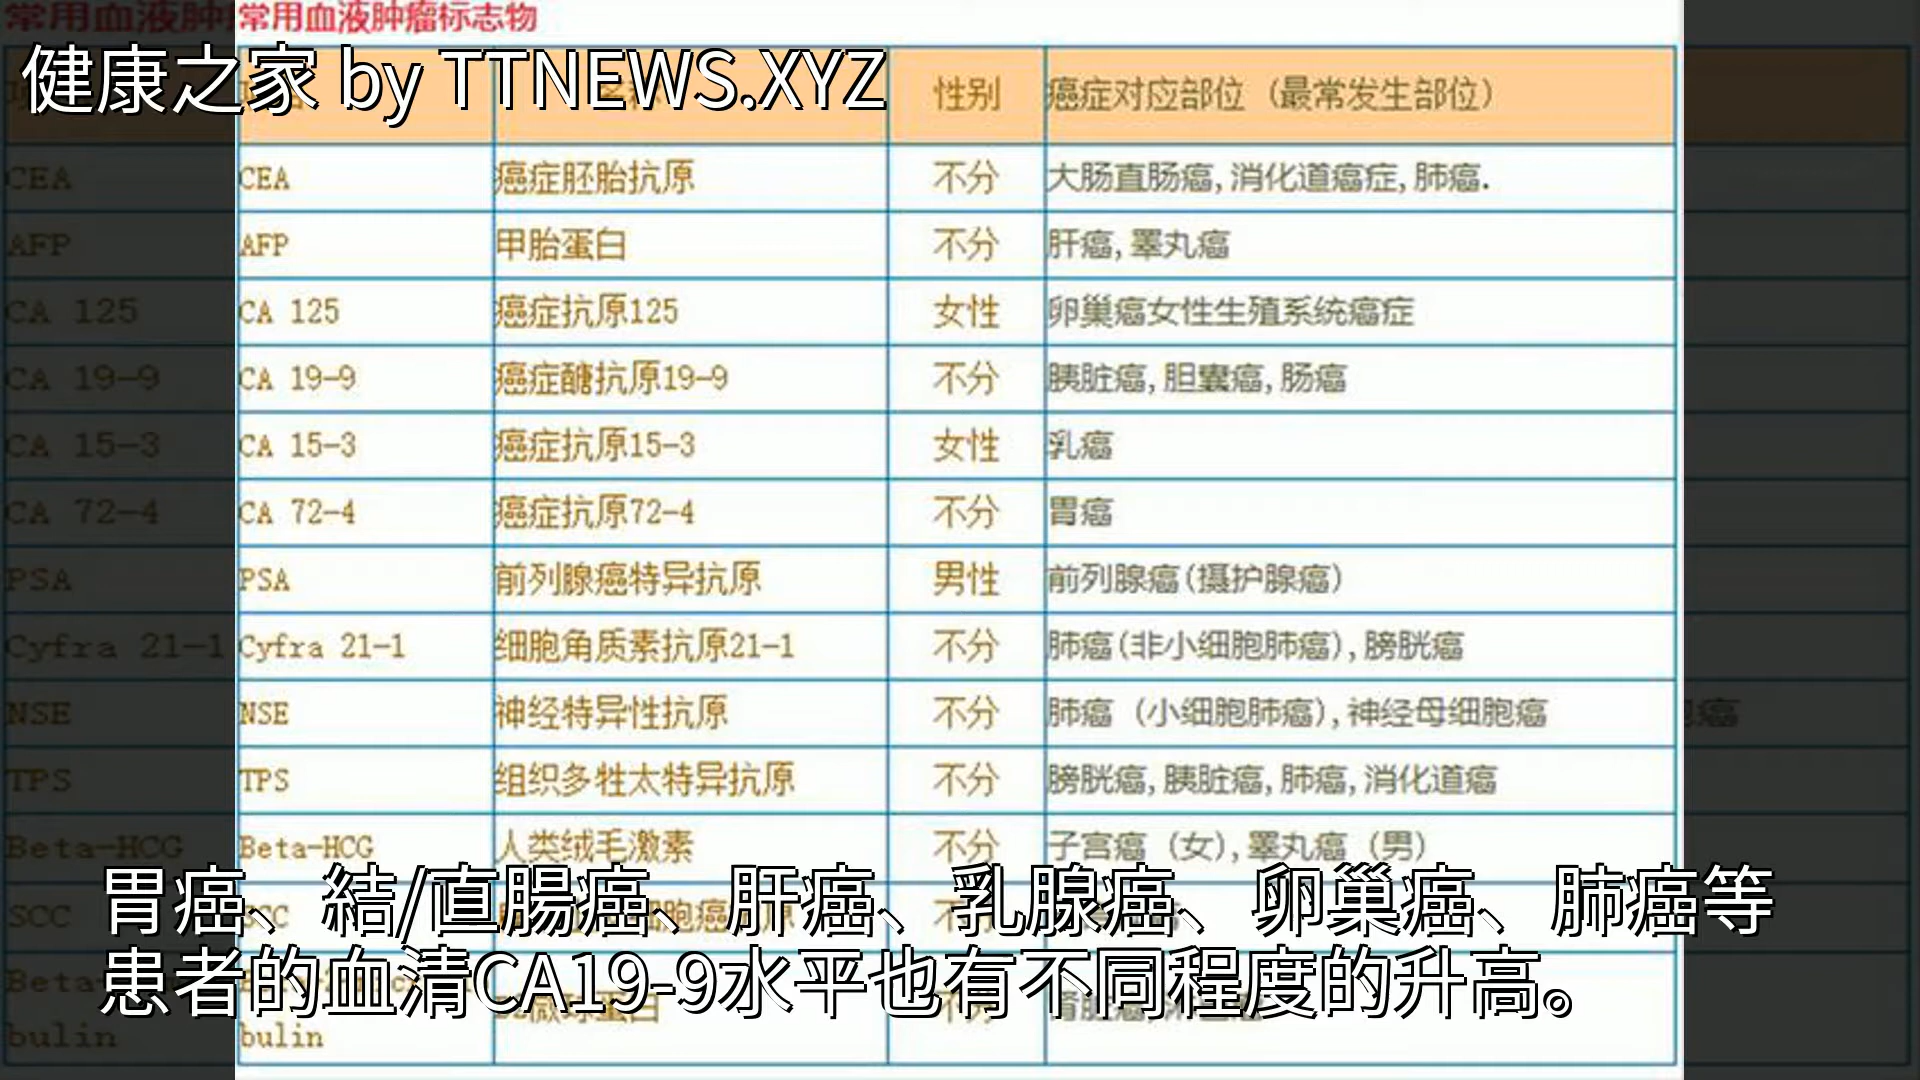 常用血液肿瘤标志物
健康之家 by TTNEWS.XYZ
性别 癌症对应部位（最常发生部位）
CEA 癌症胚胎抗原 不分 大肠直肠癌,消化道癌症,肺癌.
AFP 甲胎蛋白 不分 肝癌,睾丸癌
CA 125 癌症抗原125 女性 卵巢癌女性生殖系统癌症
CA 19-9 癌症醣抗原19-9 不分 胰脏癌,胆囊癌,肠癌
CA 15-3 癌症抗原15-3 女性 乳癌
CA 72-4 癌症抗原72-4 不分 胃癌
PSA 前列腺癌特异抗原 男性 前列腺癌(摄护腺癌)
Cyfra 21-1 细胞角质素抗原21-1 不分 肺癌(非小细胞肺癌),膀胱癌
NSE 神经特异性抗原 不分 肺癌（小细胞肺癌),神经母细胞癌
TPS 组织多牲太特异抗原 不分 膀胱癌,胰脏癌,肺癌,消化道癌
Beta-HCG 人类绒毛激素 不分 子宫癌（女),睾丸癌（男）
SCC
胃癌、結/直腸癌、肝癌、乳腺癌、卵巢癌、肺癌等
患者的血清CA19-9水平也有不同程度的升高。
bulin